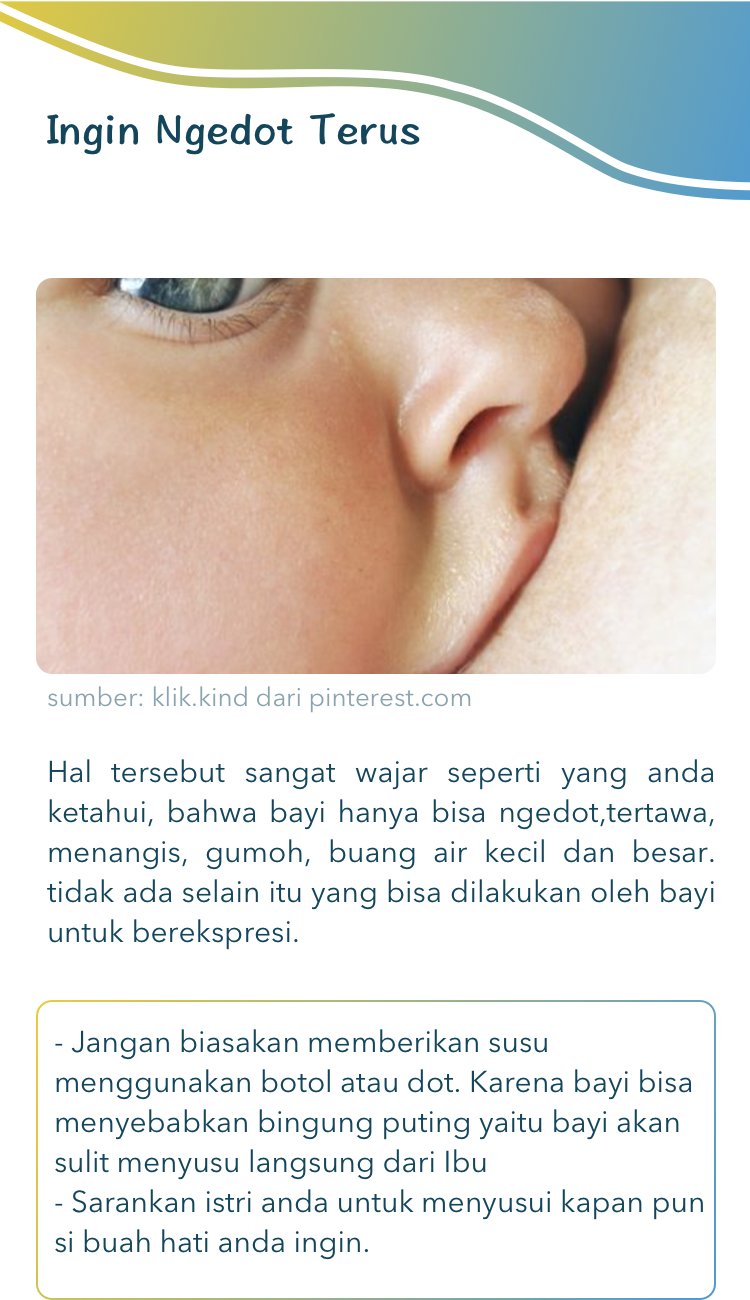 Ingin Ngedot Terus
sumber: klik.kind dari pinterest.com
Hal tersebut sangat wajar seperti yang anda
ketahui, bahwa bayi hanya bisa ngedot,tertawa,
menangis, gumoh, buang air kecil dan besar.
tidak ada selain itu yang bisa dilakukan oleh bayi
untuk berekspresi.
- Jangan biasakan memberikan susu
menggunakan botol atau dot. Karena bayi bisa
menyebabkan bingung puting yaitu bayi akan
sulit menyusu langsung dari Ibu
- Sarankan istri anda untuk menyusui kapan pun
si buah hati anda ingin.